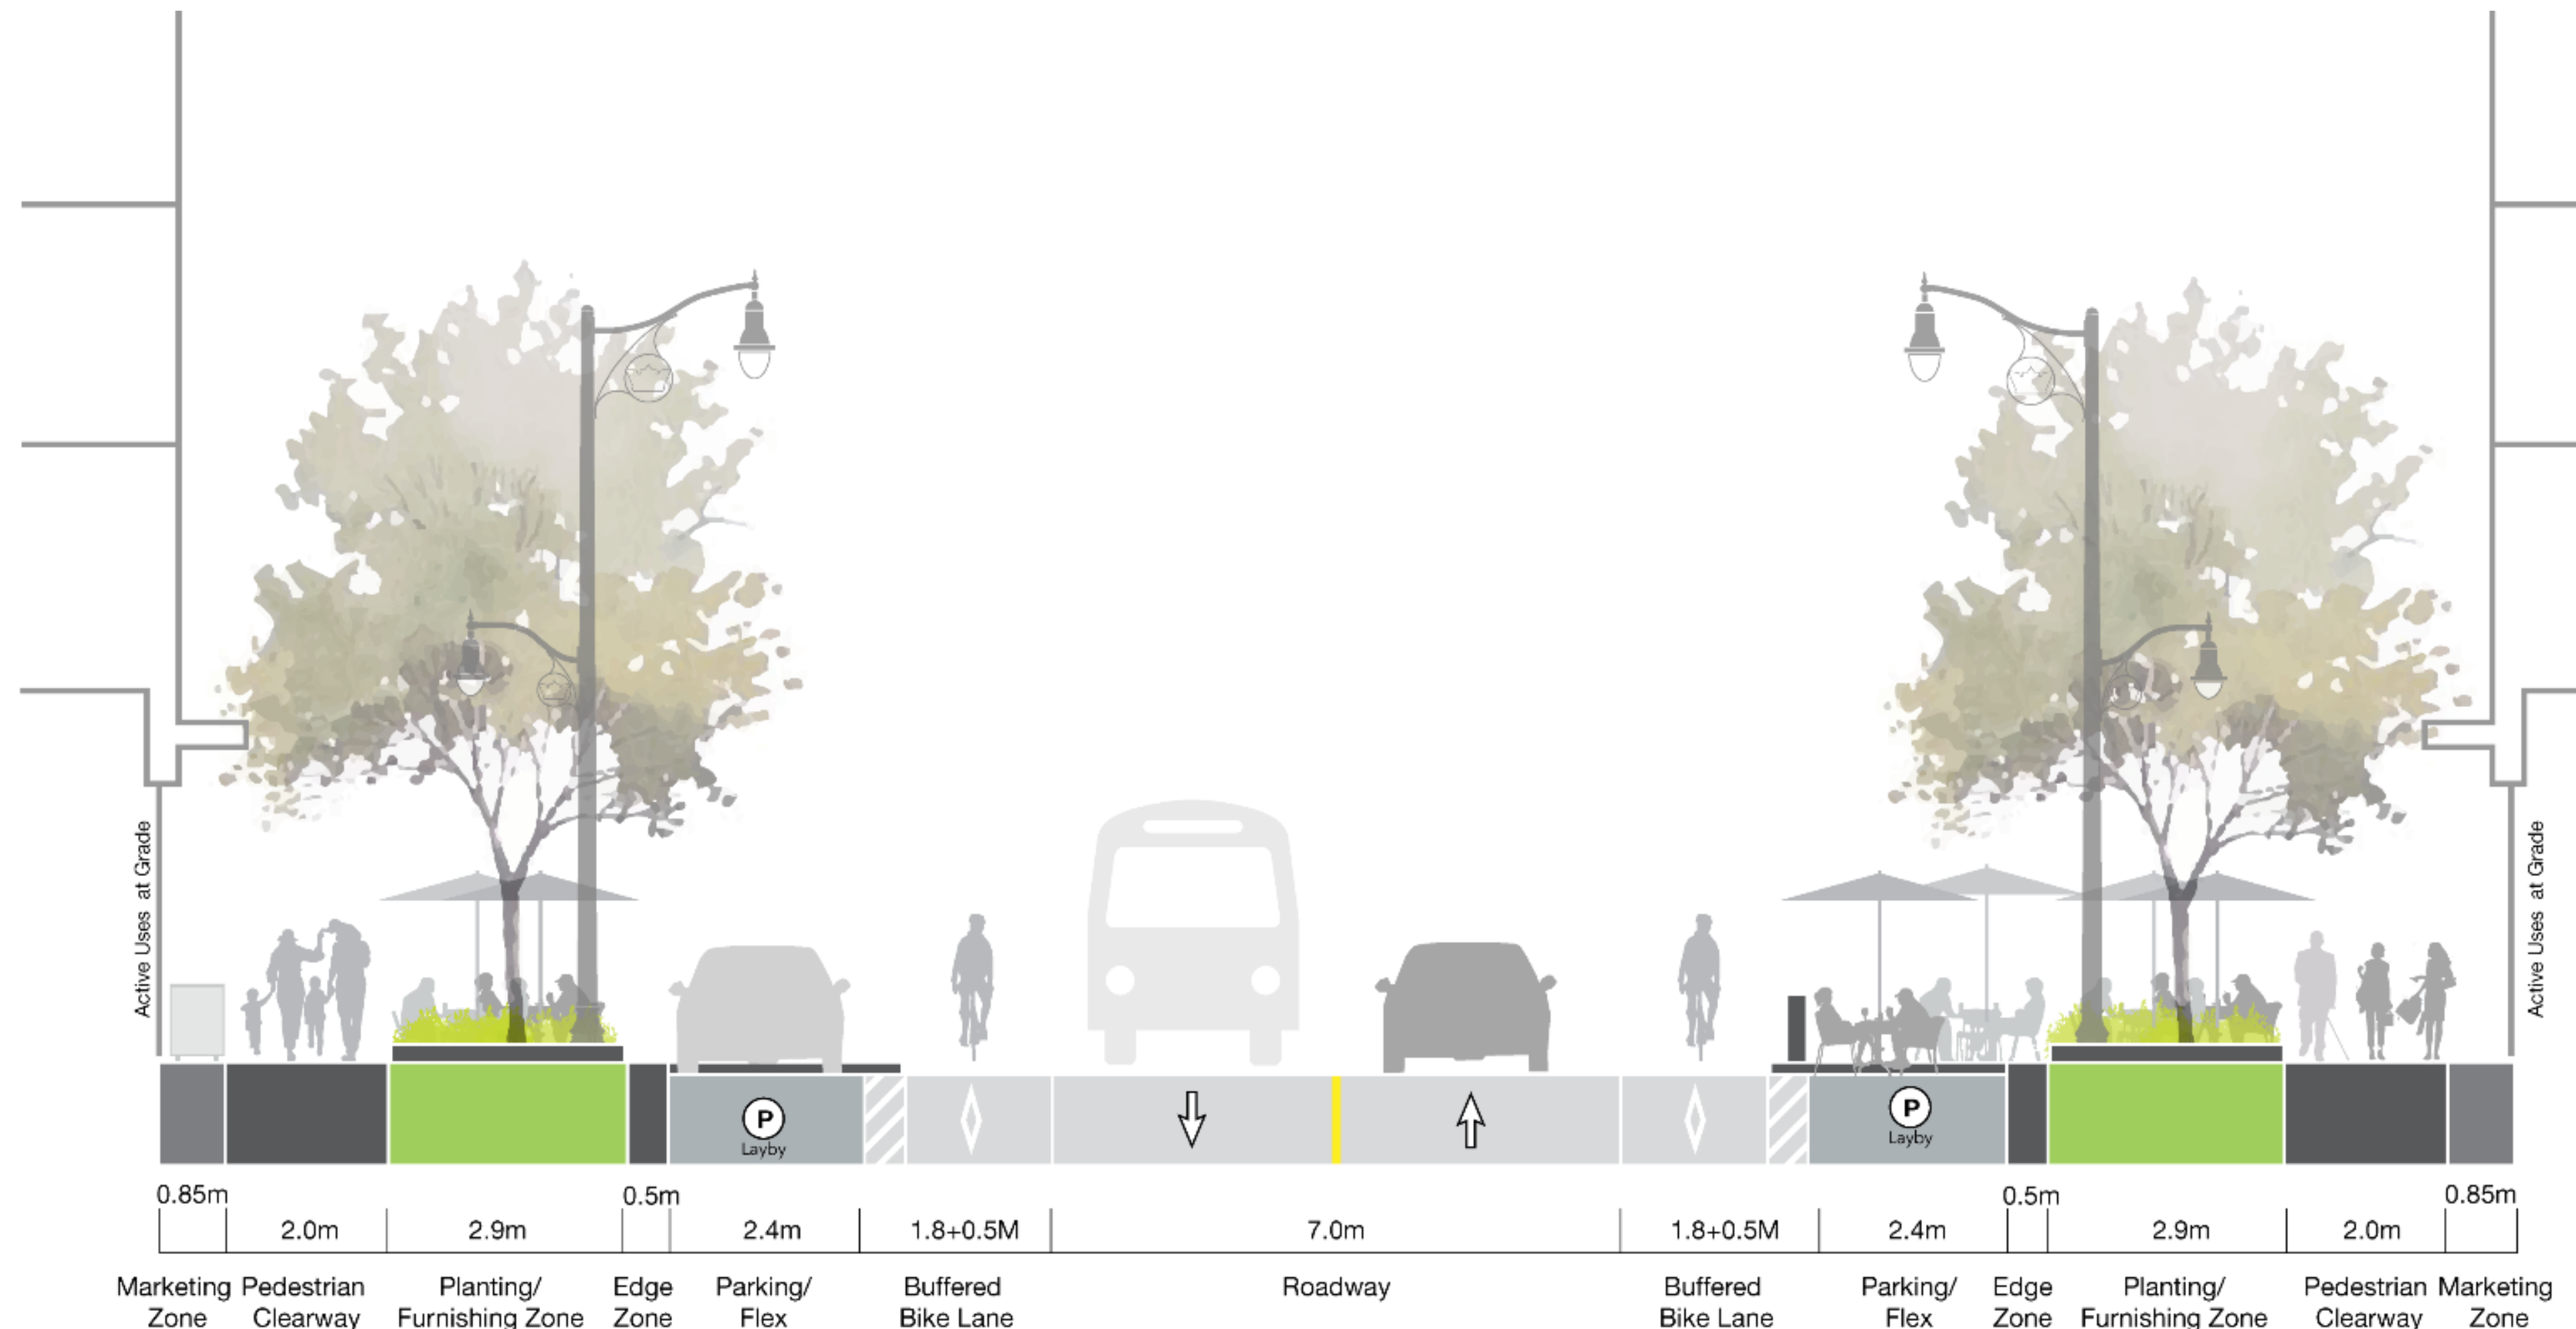 Active Uses at Grade
Active Uses at Grade
P
Layby
P
Layby
0.85m
0.5m
0.5m
0.85m
2.0m
2.9m
2.4m
1.8+0.5M
7.0m
1.8+0.5M
2.4m
2.9m
2.0m
Marketing
Zone
Pedestrian
Clearway
Planting/
Furnishing Zone
Edge
Zone
Parking/
Flex
Buffered
Bike Lane
Roadway
Buffered
Bike Lane
Parking/
Flex
Edge
Zone
Planting/
Furnishing Zone
Pedestrian
Clearway
Marketing
Zone